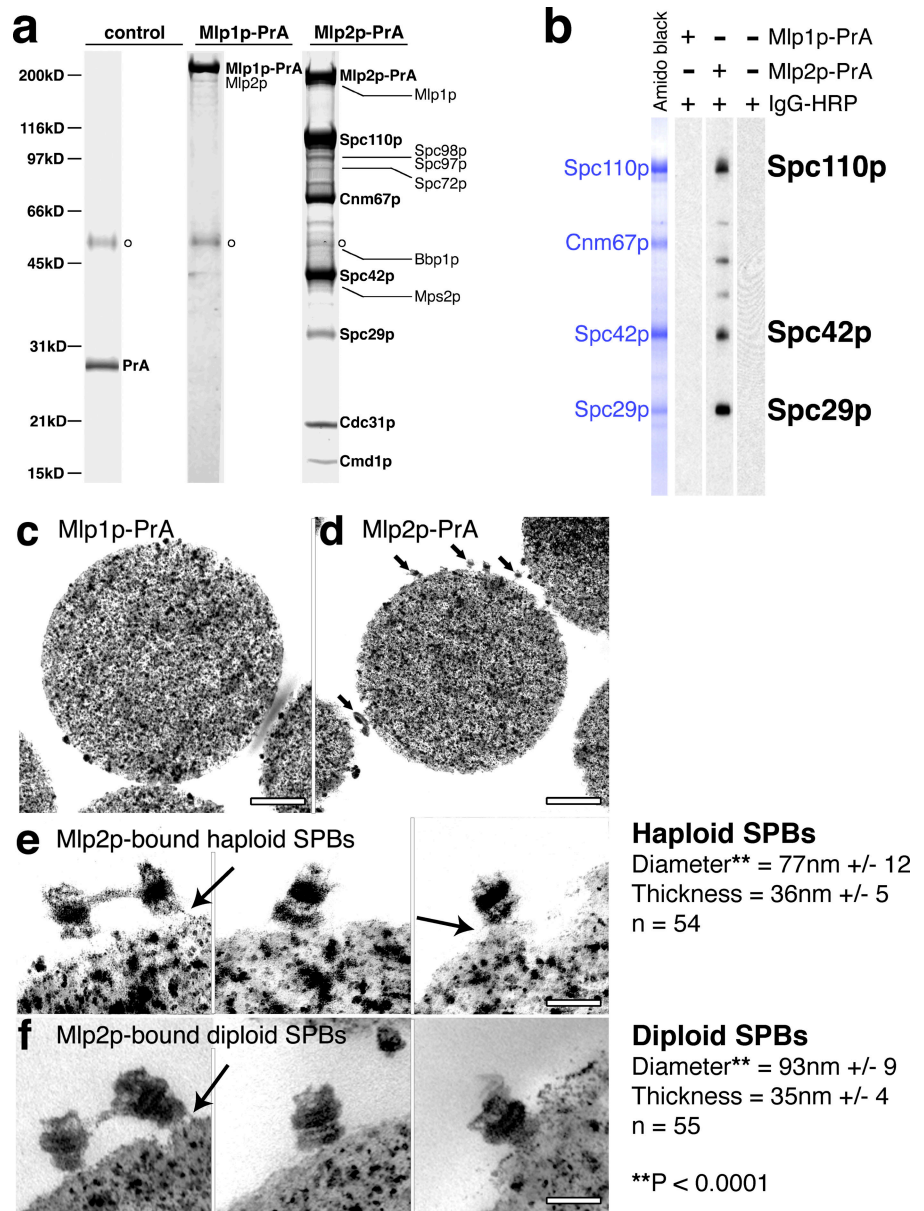 a
control
Mlp1p-PrA
Mlp2p-PrA
200kD
116kD
97kD
66kD
45kD
31kD
21kD
15kD
o
PrA
Mlp1p-PrA
Mlp2p
o
Mlp2p-PrA
Mlp1p
Spc110p
Spc98p
Spc97p
Spc72p
Cnm67p
o
Bbp1p
Spc42p
Mps2p
Spc29p
Cdc31p
Cmd1p
b
Amido black
+ - - Mlp1p-PrA
- + - Mlp2p-PrA
+ + + IgG-HRP
Spc110p
Cnm67p
Spc42p
Spc29p
Spc110p
Spc42p
Spc29p
c Mlp1p-PrA
d Mlp2p-PrA
e Mlp2p-bound haploid SPBs
Haploid SPBs
Diameter** = 77nm +/- 12
Thickness = 36nm +/- 5
n = 54
f Mlp2p-bound diploid SPBs
Diploid SPBs
Diameter** = 93nm +/- 9
Thickness = 35nm +/- 4
n = 55
**P < 0.0001